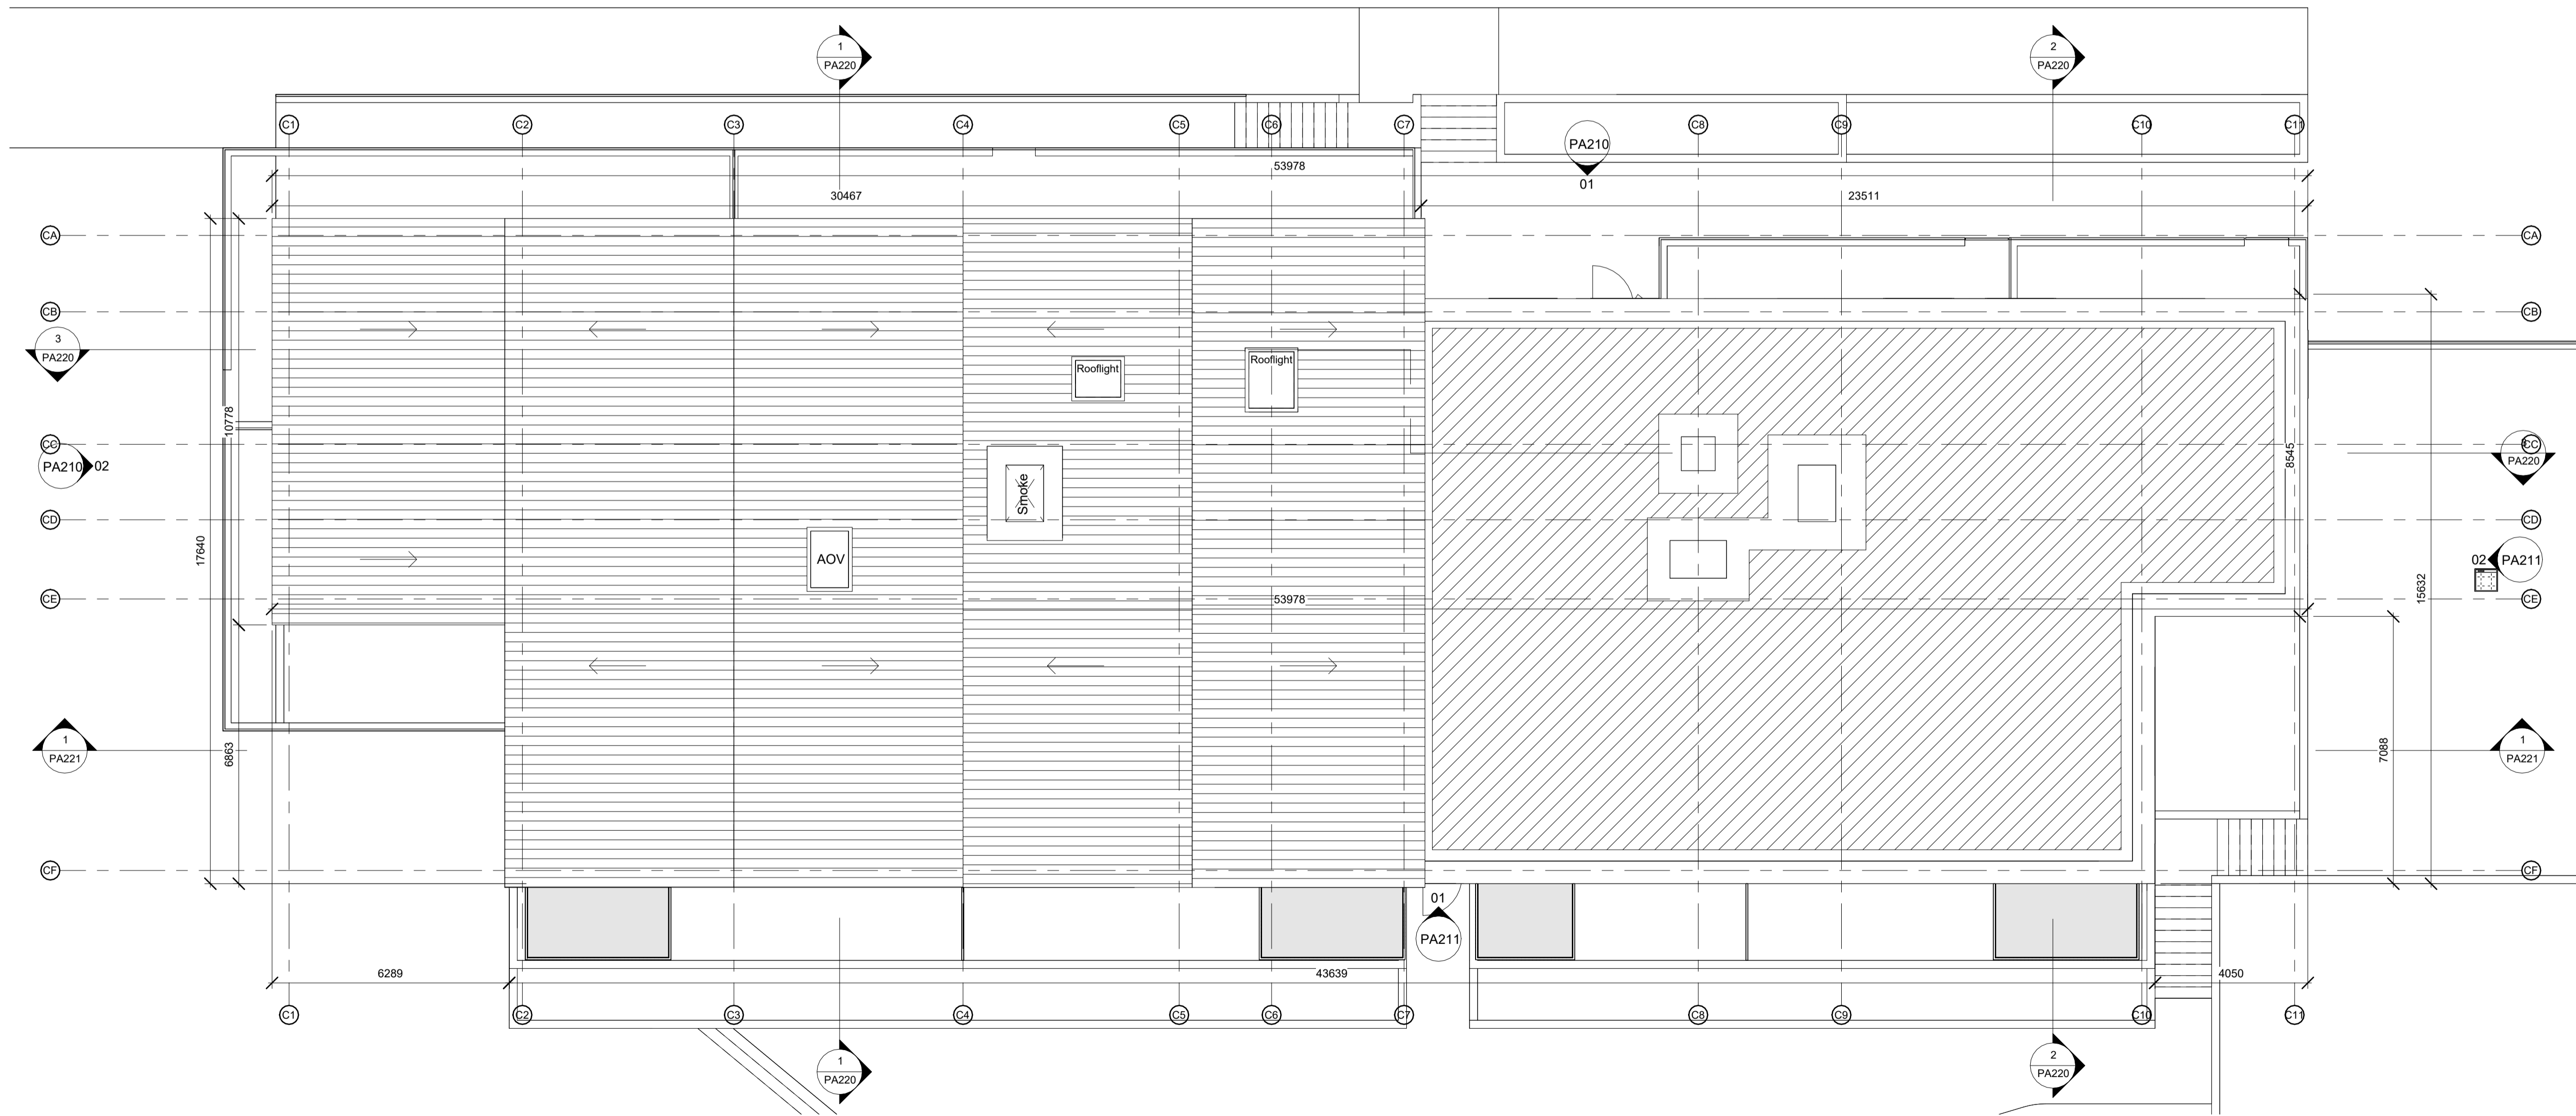 1
PA220
2
PA220
C1
C2
C3
C4
C5
C6
C7
C8
C9
C10
C11
PA210
01
53978
30467
23511
CA
CA
CB
CB
3
PA220
Rooflight
Rooflight
10778
CC
CC
PA220
8545
PA210
02
Smoke
CD
CD
17640
AOV
02
PA211
15632
CE
53978
CE
6863
7088
1
PA221
1
PA221
CF
CF
01
PA211
6289
43639
4050
C1
C2
C3
C4
C5
C6
C7
C8
C9
C10
C11
1
PA220
2
PA220